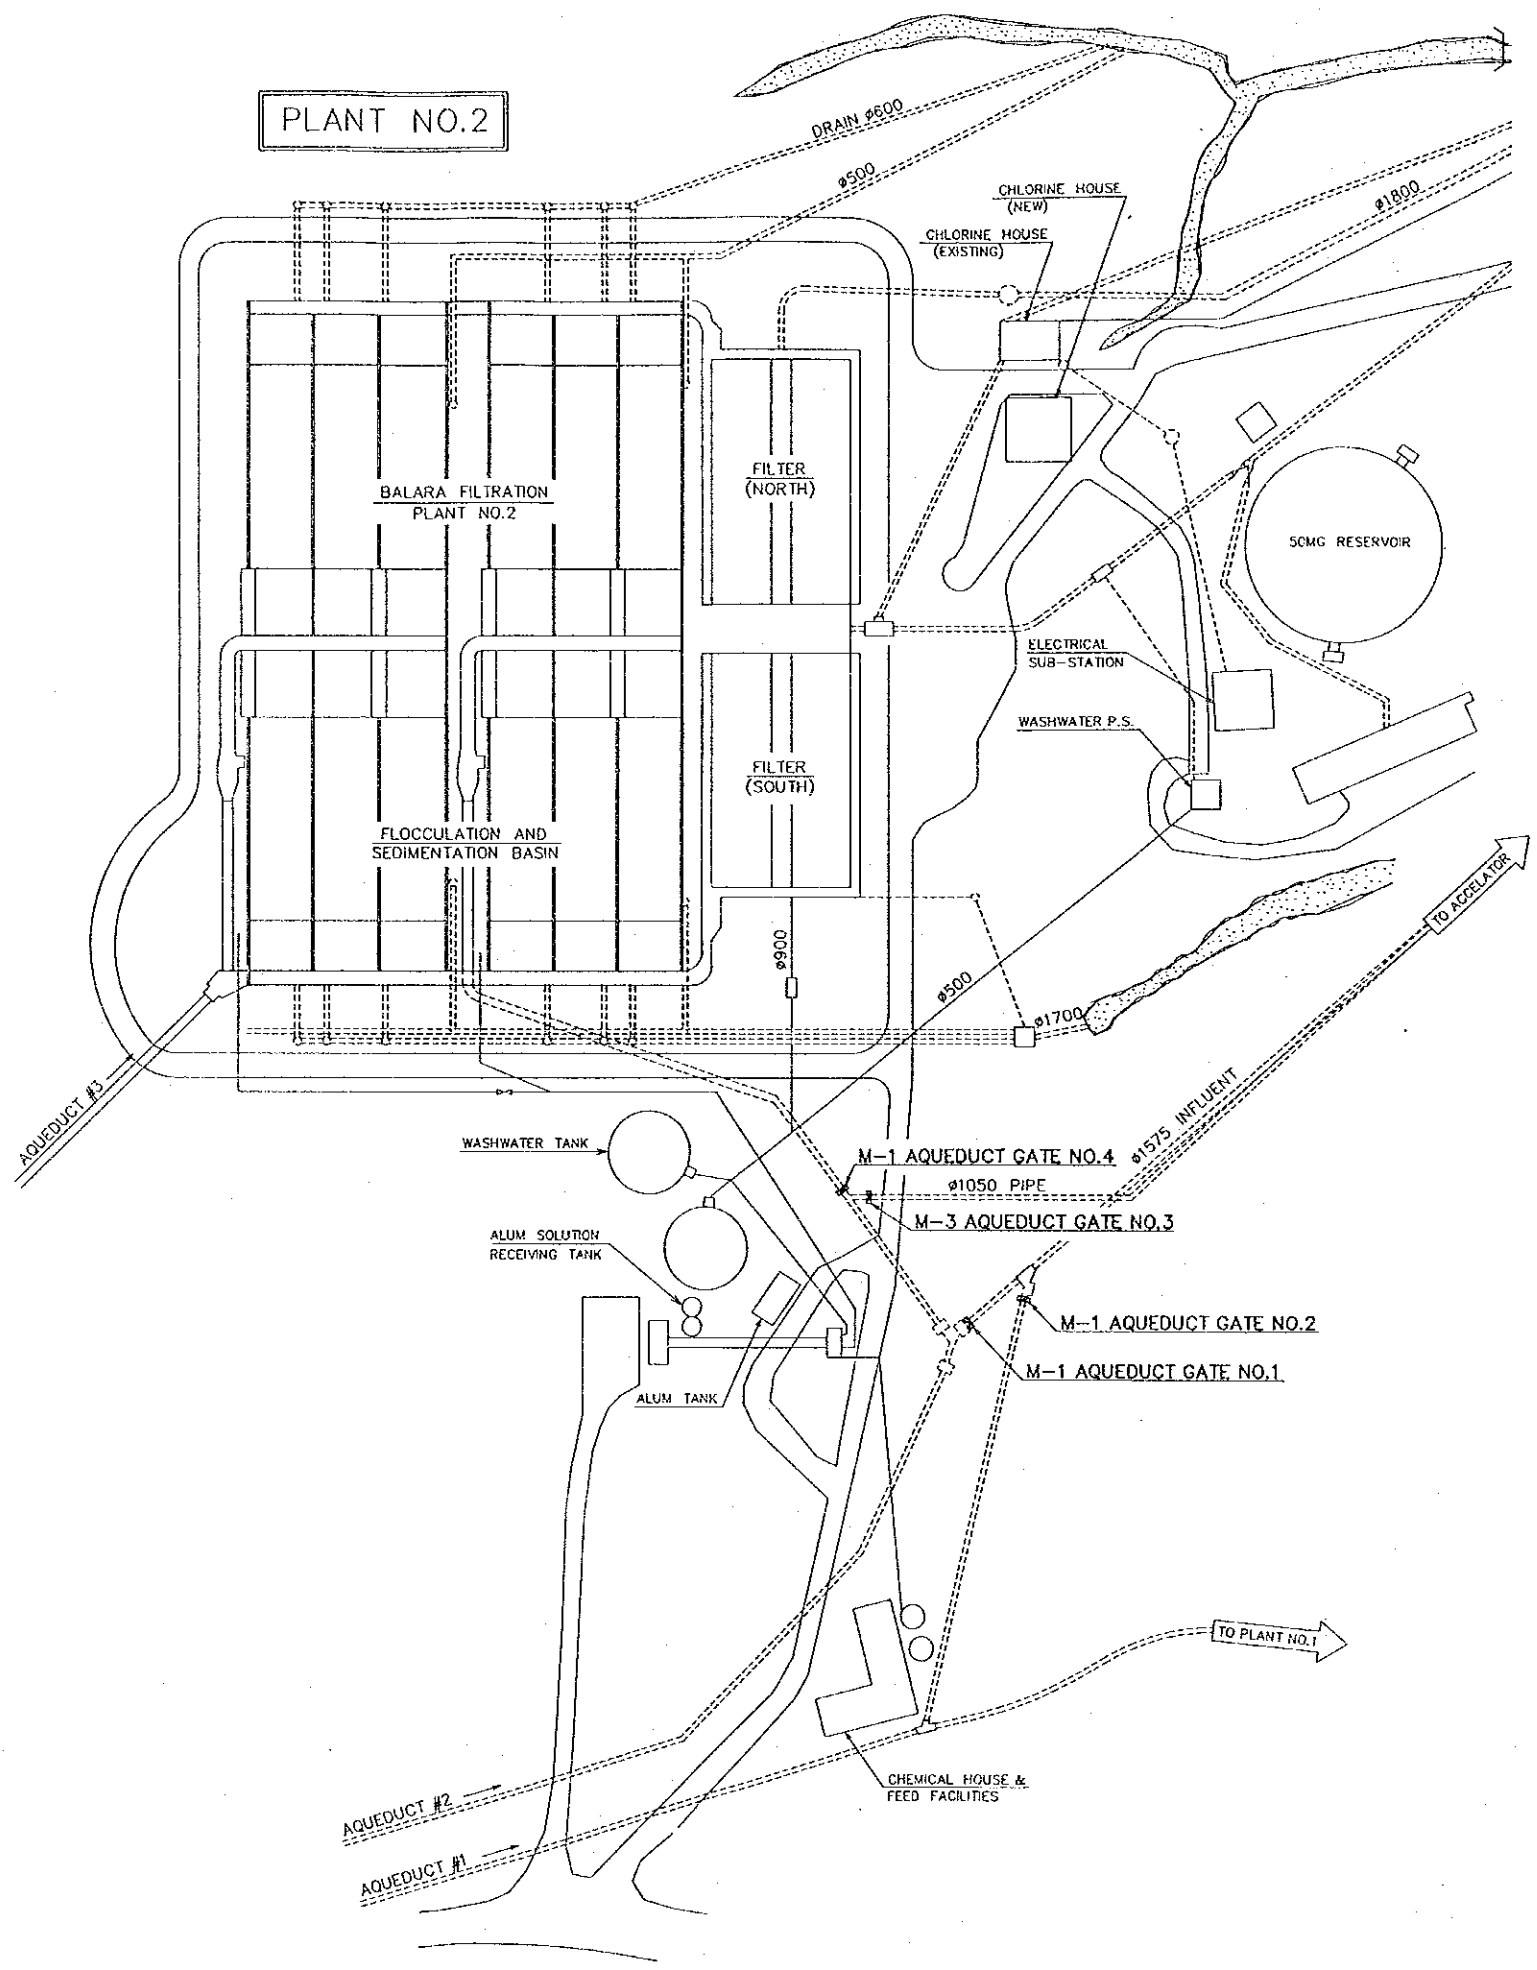 PLANT NO.2
DRAIN ø600
ø500
CHLORINE HOUSE
(NEW)
CHLORINE HOUSE
(EXISTING)
ø1800
BALARA FILTRATION
PLANT NO.2
FILTER
(NORTH)
50MG RESERVOIR
ELECTRICAL
SUB-STATION
WASHWATER P.S.
FILTER
(SOUTH)
FLOCCULATION AND
SEDIMENTATION BASIN
TO ACCELATOR
ø900
ø500
ø1700
AQUEDUCT #3
WASHWATER TANK
M-1 AQUEDUCT GATE NO.4
ø1575 INFLUENT
ø1050 PIPE
M-3 AQUEDUCT GATE NO.3
ALUM SOLUTION
RECEIVING TANK
M-1 AQUEDUCT GATE NO.2
M-1 AQUEDUCT GATE NO.1
ALUM TANK
TO PLANT NO.1
CHEMICAL HOUSE &
FEED FACILITIES
AQUEDUCT #2
AQUEDUCT #1